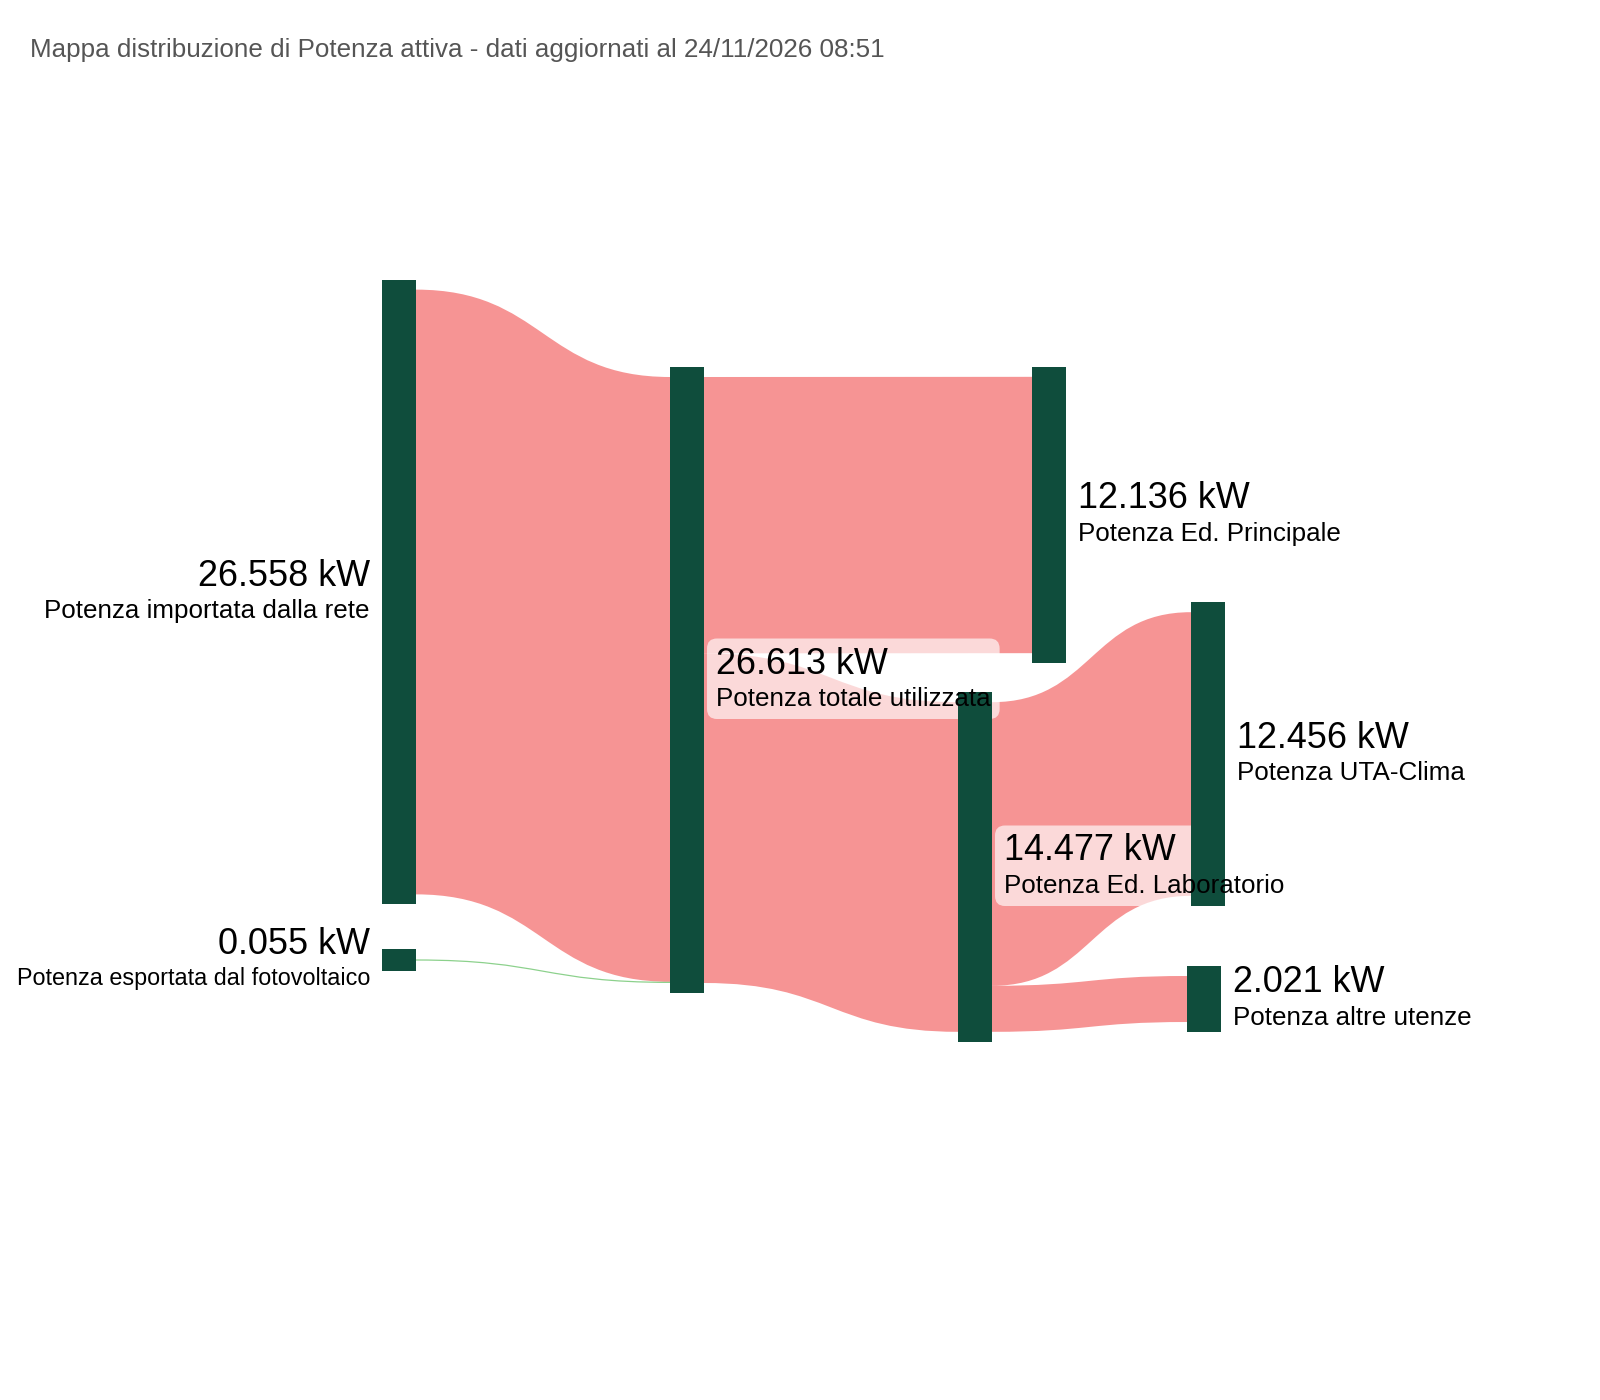 Mappa distribuzione di Potenza attiva - dati aggiornati al 24/11/2026 08:51
12.136 kW
Potenza Ed. Principale
26.558 kW
Potenza importata dalla rete
26.613 kW
Potenza totale utilizzata
12.456 kW
Potenza UTA-Clima
14.477 kW
Potenza Ed. Laboratorio
0.055 kW
Potenza esportata dal fotovoltaico
2.021 kW
Potenza altre utenze